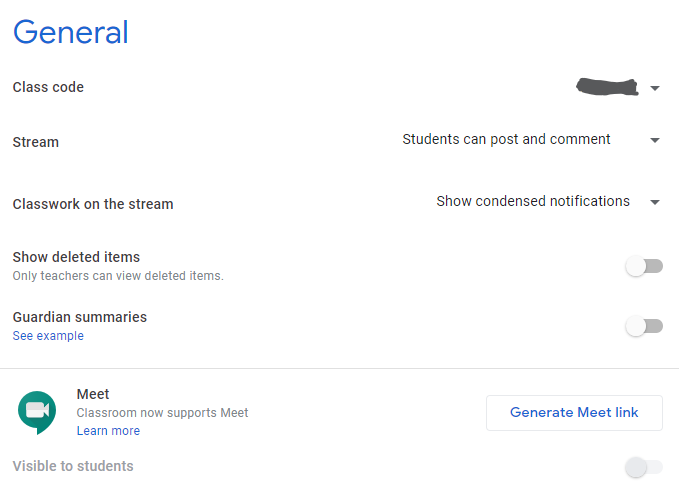 General
Class code
Stream Students can post and comment
Classwork on the stream Show condensed notifications
Show deleted items
Only teachers can view deleted items.
Guardian summaries
See example
Meet
Classroom now supports Meet
Learn more
Generate Meet link
Visible to students